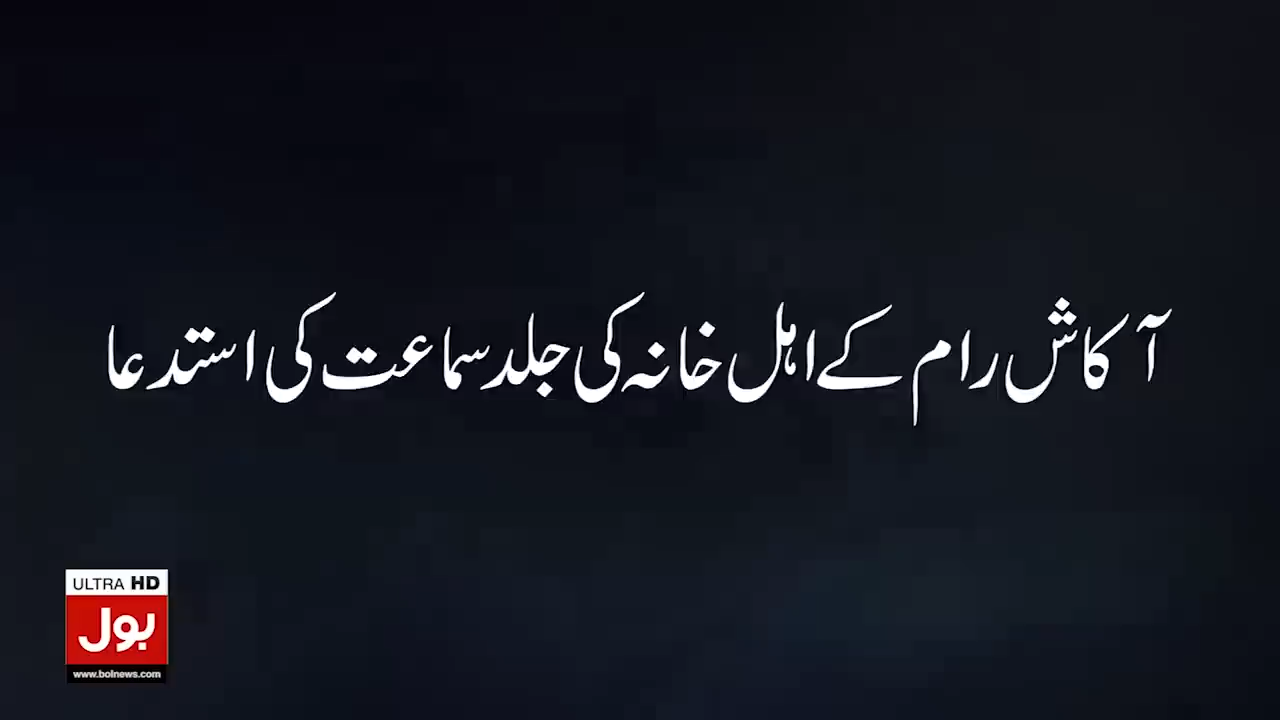 آکاش رام کے اہل خانہ کی جلد سماعت کی استدعا
ULTRA HD
بول
www.bolnews.com